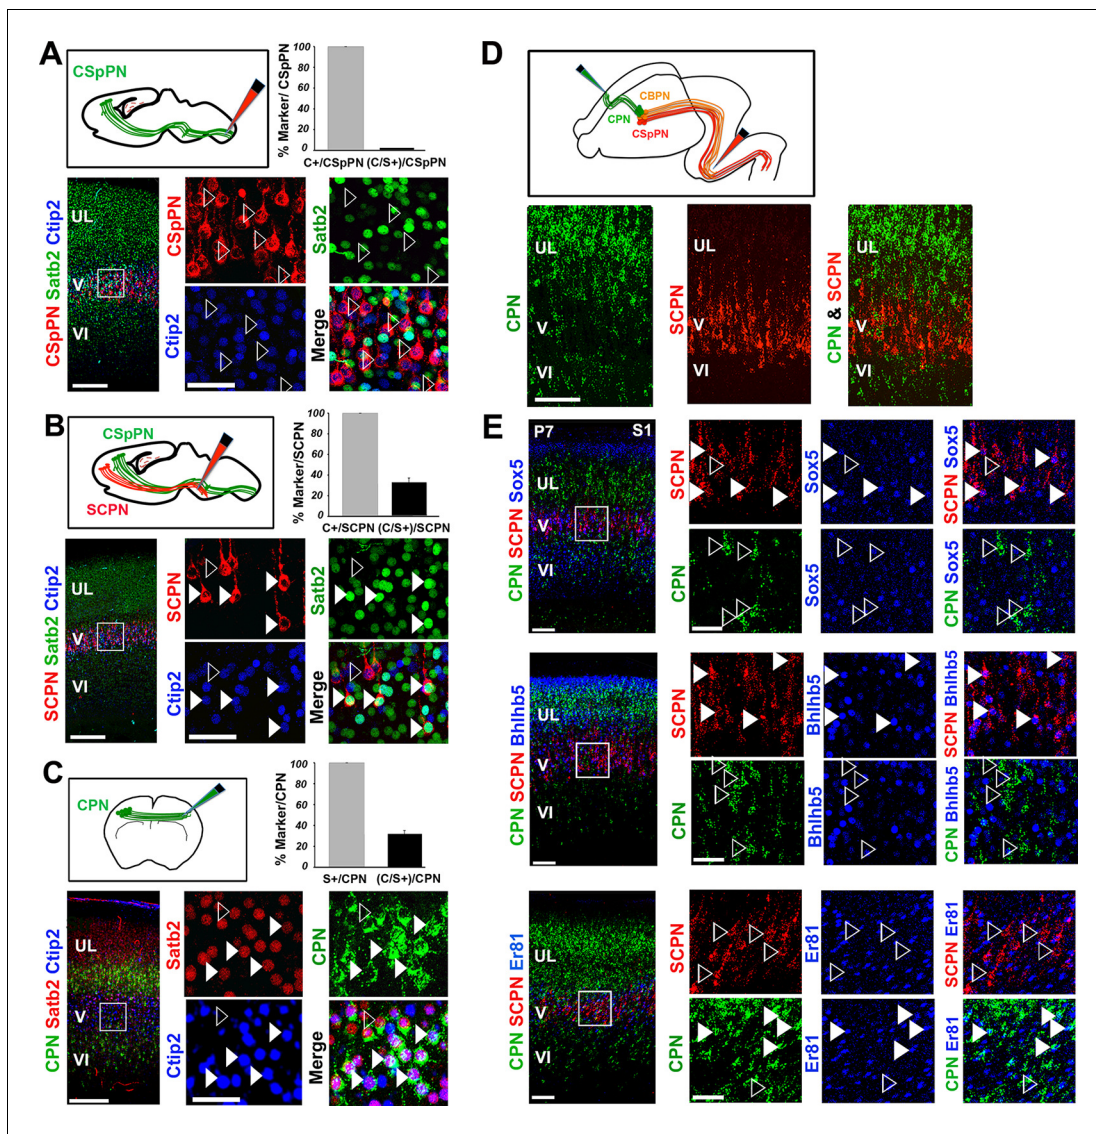 A
CSpPN
% Marker/ CSpPN
100
80
60
40
20
0
C+/CSpPN (C/S+)/CSpPN
CSpPN Satb2 Ctip2
UL
V
VI
CSpPN
Satb2
Ctip2
Merge
B
CSpPN
SCPN
% Marker/SCPN
100
80
60
40
20
0
C+/SCPN (C/S+)/SCPN
SCPN Satb2 Ctip2
UL
V
VI
SCPN
Satb2
Ctip2
Merge
C
CPN
% Marker/CPN
100
80
60
40
20
0
S+/CPN (C/S+)/CPN
CPN Satb2 Ctip2
UL
V
VI
Satb2
CPN
Ctip2
Merge
D
CBPN
CPN
CSpPN
CPN
UL
V
VI
SCPN
UL
V
VI
CPN & SCPN
UL
V
VI
E
P7 S1
CPN SCPN Sox5
UL
V
VI
SCPN
Sox5
SCPN Sox5
CPN
Sox5
CPN Sox5
CPN SCPN Bhlhb5
UL
V
VI
SCPN
Bhlhb5
SCPN Bhlhb5
CPN
Bhlhb5
CPN Bhlhb5
CPN SCPN Er81
UL
V
VI
SCPN
Er81
SCPN Er81
CPN
Er81
CPN Er81